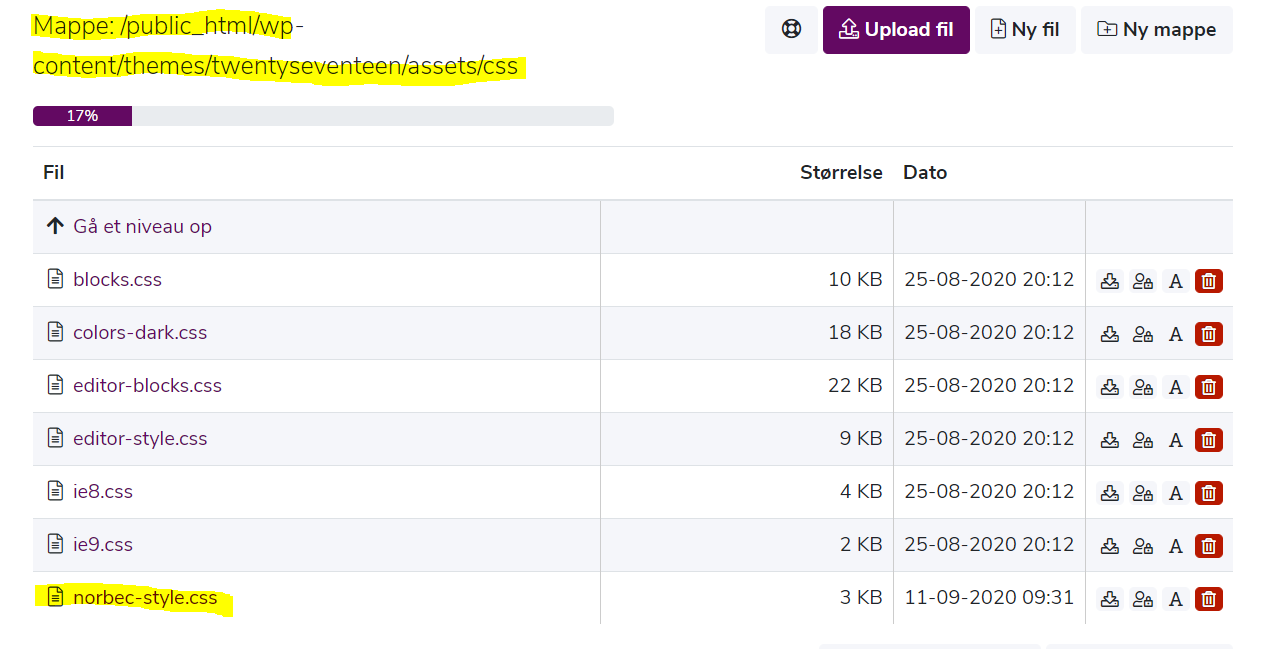 Mappe: /public_html/wp-
content/themes/twentyseventeen/assets/css
Upload fil Ny fil Ny mappe
17%
Fil Størrelse Dato
Gå et niveau op
blocks.css 10 KB 25-08-2020 20:12 A
colors-dark.css 18 KB 25-08-2020 20:12 A
editor-blocks.css 22 KB 25-08-2020 20:12 A
editor-style.css 9 KB 25-08-2020 20:12 A
ie8.css 4 KB 25-08-2020 20:12 A
ie9.css 2 KB 25-08-2020 20:12 A
norbec-style.css 3 KB 11-09-2020 09:31 A